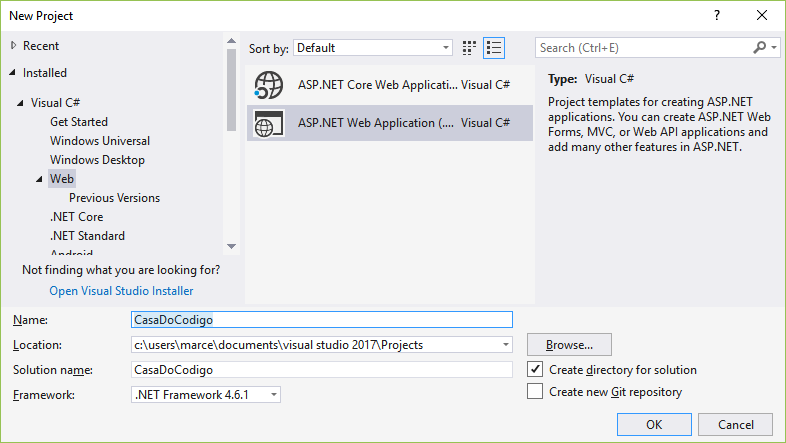 New Project
Recent
Installed
Visual C#
Get Started
Windows Universal
Windows Desktop
Web
Previous Versions
.NET Core
.NET Standard
Android
Not finding what you are looking for?
Open Visual Studio Installer
Sort by: Default
ASP.NET Core Web Applicati... Visual C#
ASP.NET Web Application (.... Visual C#
Search (Ctrl+E)
Type: Visual C#
Project templates for creating ASP.NET
applications. You can create ASP.NET Web
Forms, MVC, or Web API applications and
add many other features in ASP.NET.
Name: CasaDoCodigo
Location: c:\users\marce\documents\visual studio 2017\Projects
Browse...
Solution name: CasaDoCodigo
Create directory for solution
Framework: .NET Framework 4.6.1
Create new Git repository
OK
Cancel